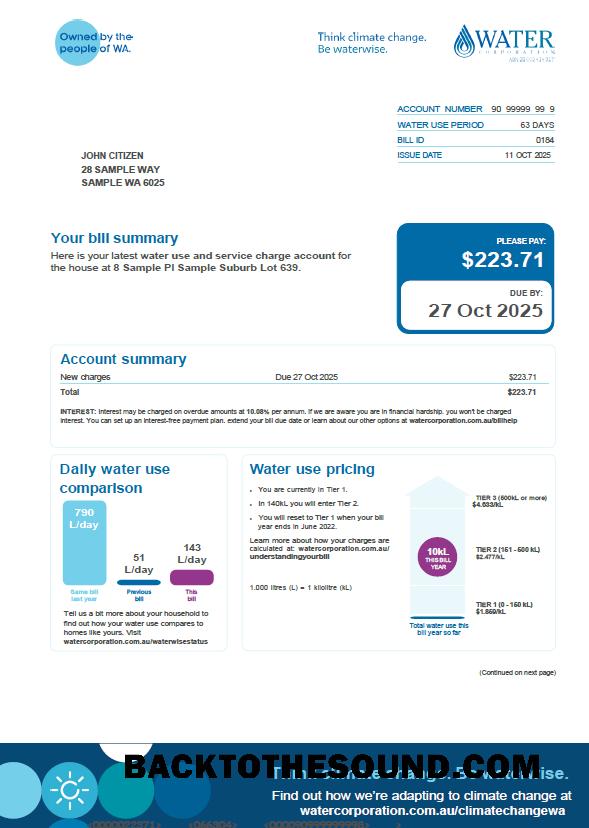 Owned by the
people of WA.
Think climate change.
Be waterwise.
WATER
CORPORATION
ACCOUNT NUMBER 90 99999 99 9
WATER USE PERIOD 63 DAYS
BILL ID 0184
ISSUE DATE 11 OCT 2025
JOHN CITIZEN
28 SAMPLE WAY
SAMPLE WA 6025
Your bill summary
Here is your latest water use and service charge account for
the house at 8 Sample Pl Sample Suburb Lot 639.
PLEASE PAY:
$223.71
DUE BY:
27 Oct 2025
Account summary
New charges Due 27 Oct 2025 $223.71
Total $223.71
INTEREST: Interest may be charged on overdue amounts at 10.08% per annum. If we are aware you are in financial hardship, you won't be charged
interest. You can set up an interest-free payment plan, extend your bill due date or learn about our other options at watercorporation.com.au/billhelp
Daily water use
comparison
790
L/day
51
L/day
143
L/day
Same bill
last year
Previous
bill
This
bill
Tell us a bit more about your household to
find out how your water use compares to
homes like yours. Visit
watercorporation.com.au/waterwisestatus
Water use pricing
• You are currently in Tier 1.
• In 140kL you will enter Tier 2.
• You will reset to Tier 1 when your bill
year ends in June 2022.
Learn more about how your charges are
calculated at: watercorporation.com.au/
understandingyourbill
1.000 litres (L) = 1 kilolitre (kL)
TIER 3 (500kL or more)
$4.633/kL
10kL
THIS BILL
YEAR
TIER 2 (151 - 500 kL)
$2.477/kL
TIER 1 (0 - 150 kL)
$1.859/kL
Total water use this
bill year so far
(Continued on next page)
BACKTOTHESOUND.COM
Think climate change. Be waterwise.
Find out how we're adapting to climate change at
watercorporation.com.au/climatechangewa